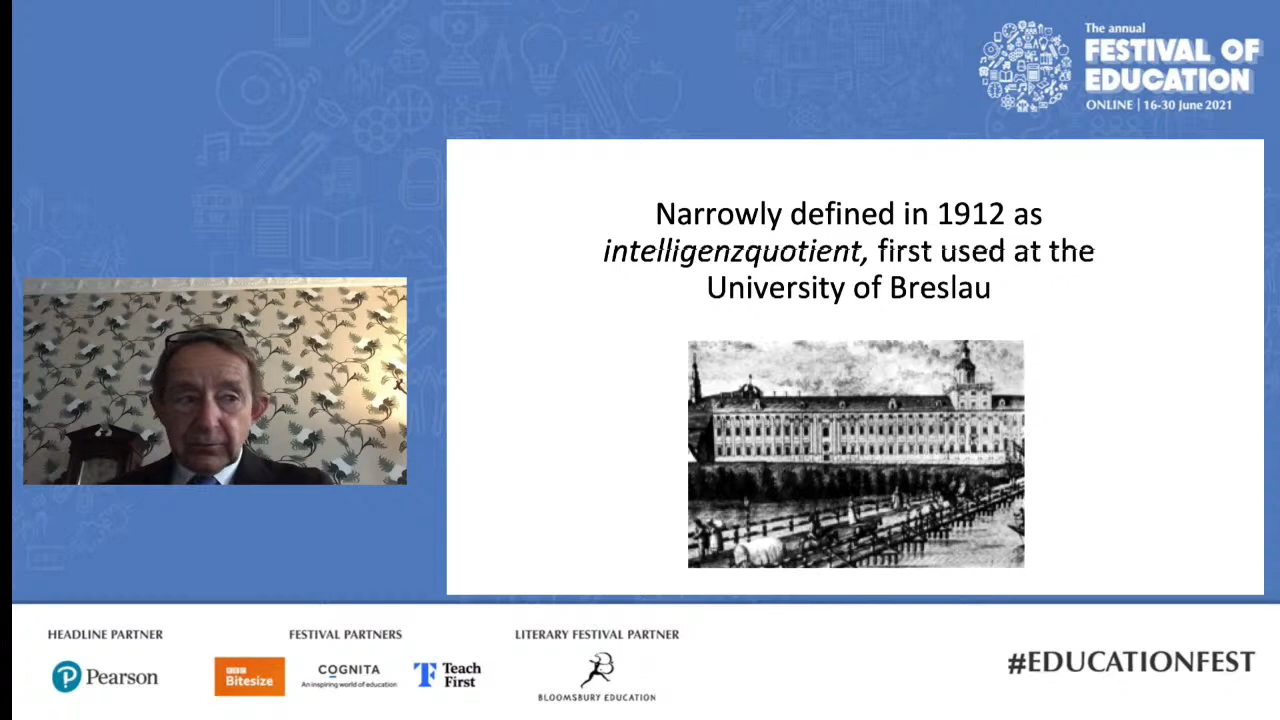 The annual
FESTIVAL OF
EDUCATION
ONLINE | 16-30 June 2021
Narrowly defined in 1912 as
intelligenzquotient, first used at the
University of Breslau
HEADLINE PARTNER
Pearson
FESTIVAL PARTNERS
BBC
Bitesize
COGNITA
An inspiring world of education
Teach
First
LITERARY FESTIVAL PARTNER
BLOOMSBURY EDUCATION
#EDUCATIONFEST